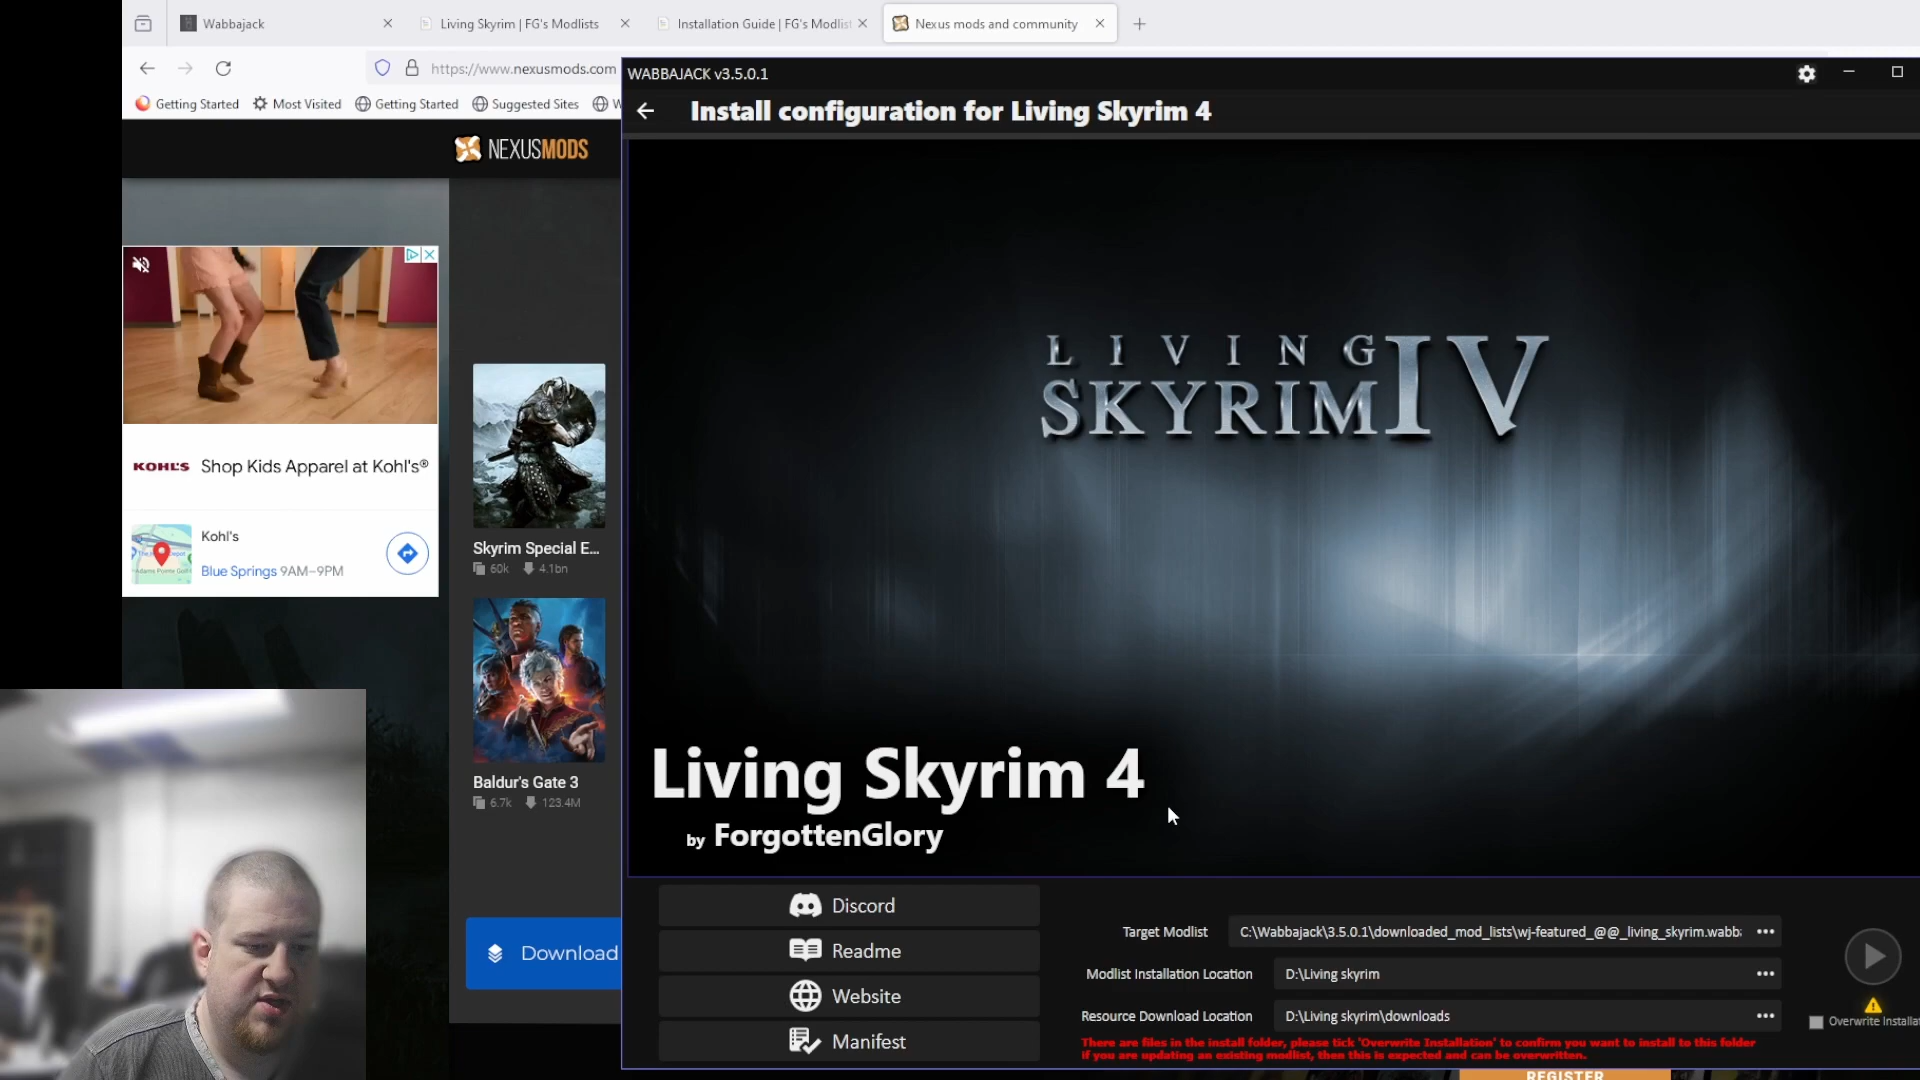 Wabbajack
Living Skyrim | FG's Modlists
Installation Guide | FG's Modlist
Nexus mods and community
https://www.nexusmods.com
WABBAJACK v3.5.0.1
Getting Started
Most Visited
Getting Started
Suggested Sites
Install configuration for Living Skyrim 4
NEXUSMODS
LIVING
SKYRIM IV
KOHL'S Shop Kids Apparel at Kohl's®
Kohl's
Blue Springs 9AM–9PM
Skyrim Special E...
60k 4.1bn
Baldur's Gate 3
6.7k 123.4M
Download
Living Skyrim 4
by ForgottenGlory
Discord
Readme
Website
Manifest
Target Modlist C:\Wabbajack\3.5.0.1\downloaded_mod_lists\wj-featured_@@_living_skyrim.wabb
Modlist Installation Location D:\Living skyrim
Resource Download Location D:\Living skyrim\downloads
Overwrite Installat
There are files in the install folder, please tick 'Overwrite Installation' to confirm you want to install to this folder
if you are updating an existing modlist, then this is expected and can be overwritten.
REGISTER